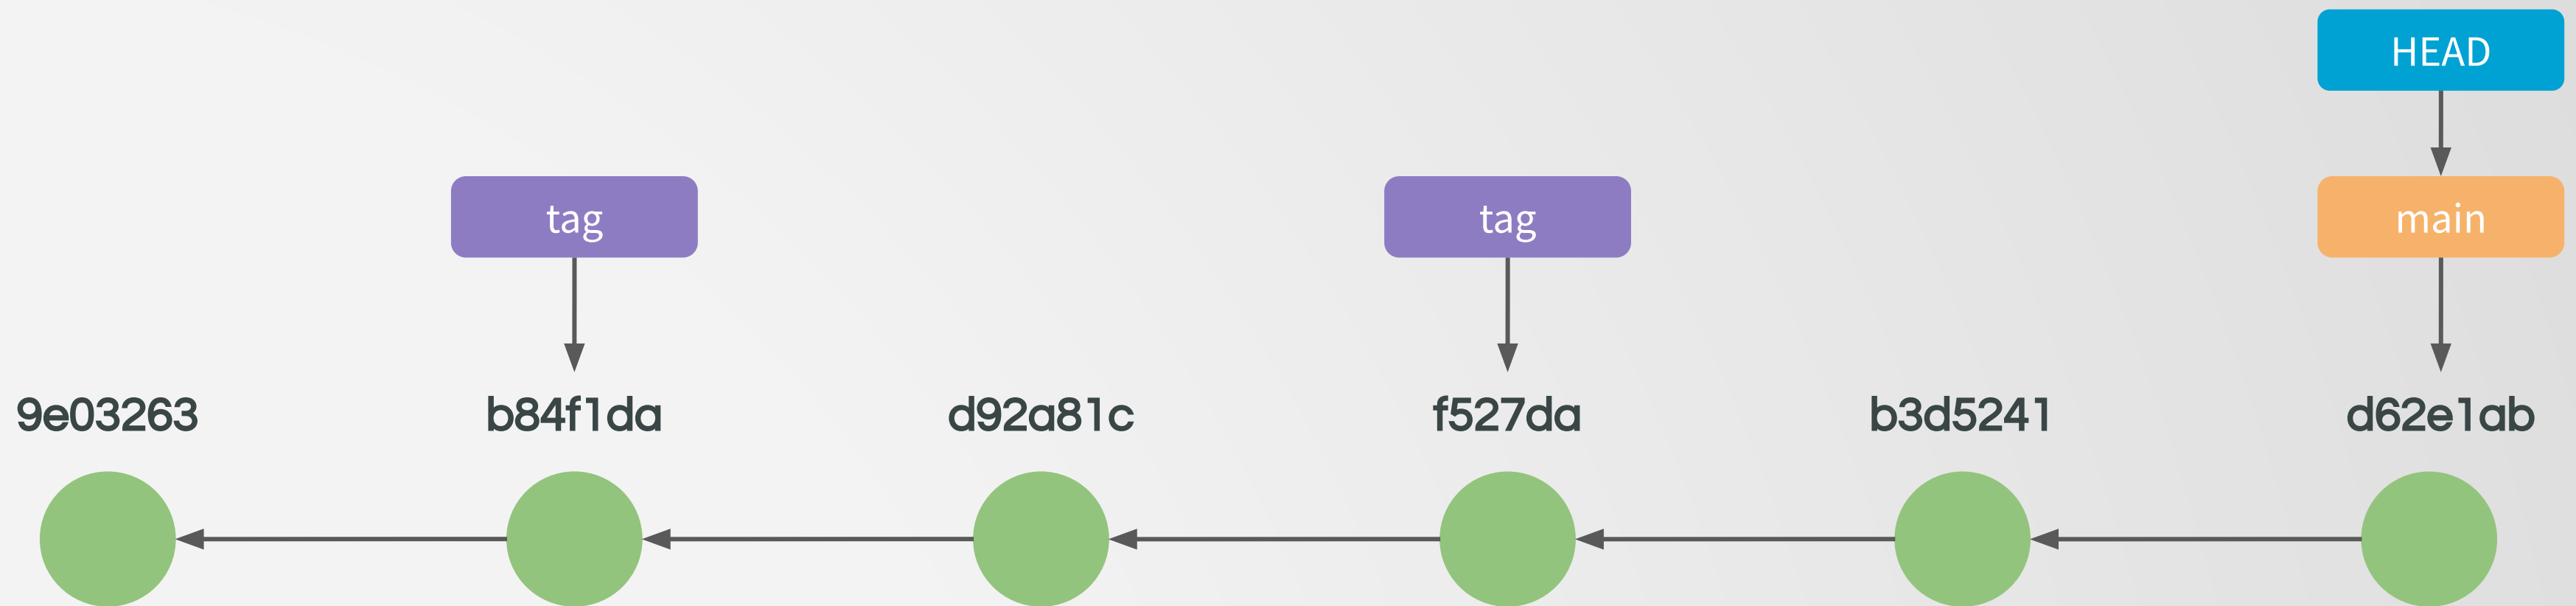 HEAD
tag
tag
main
9e03263
b84f1da
d92a81c
f527da
b3d5241
d62e1ab